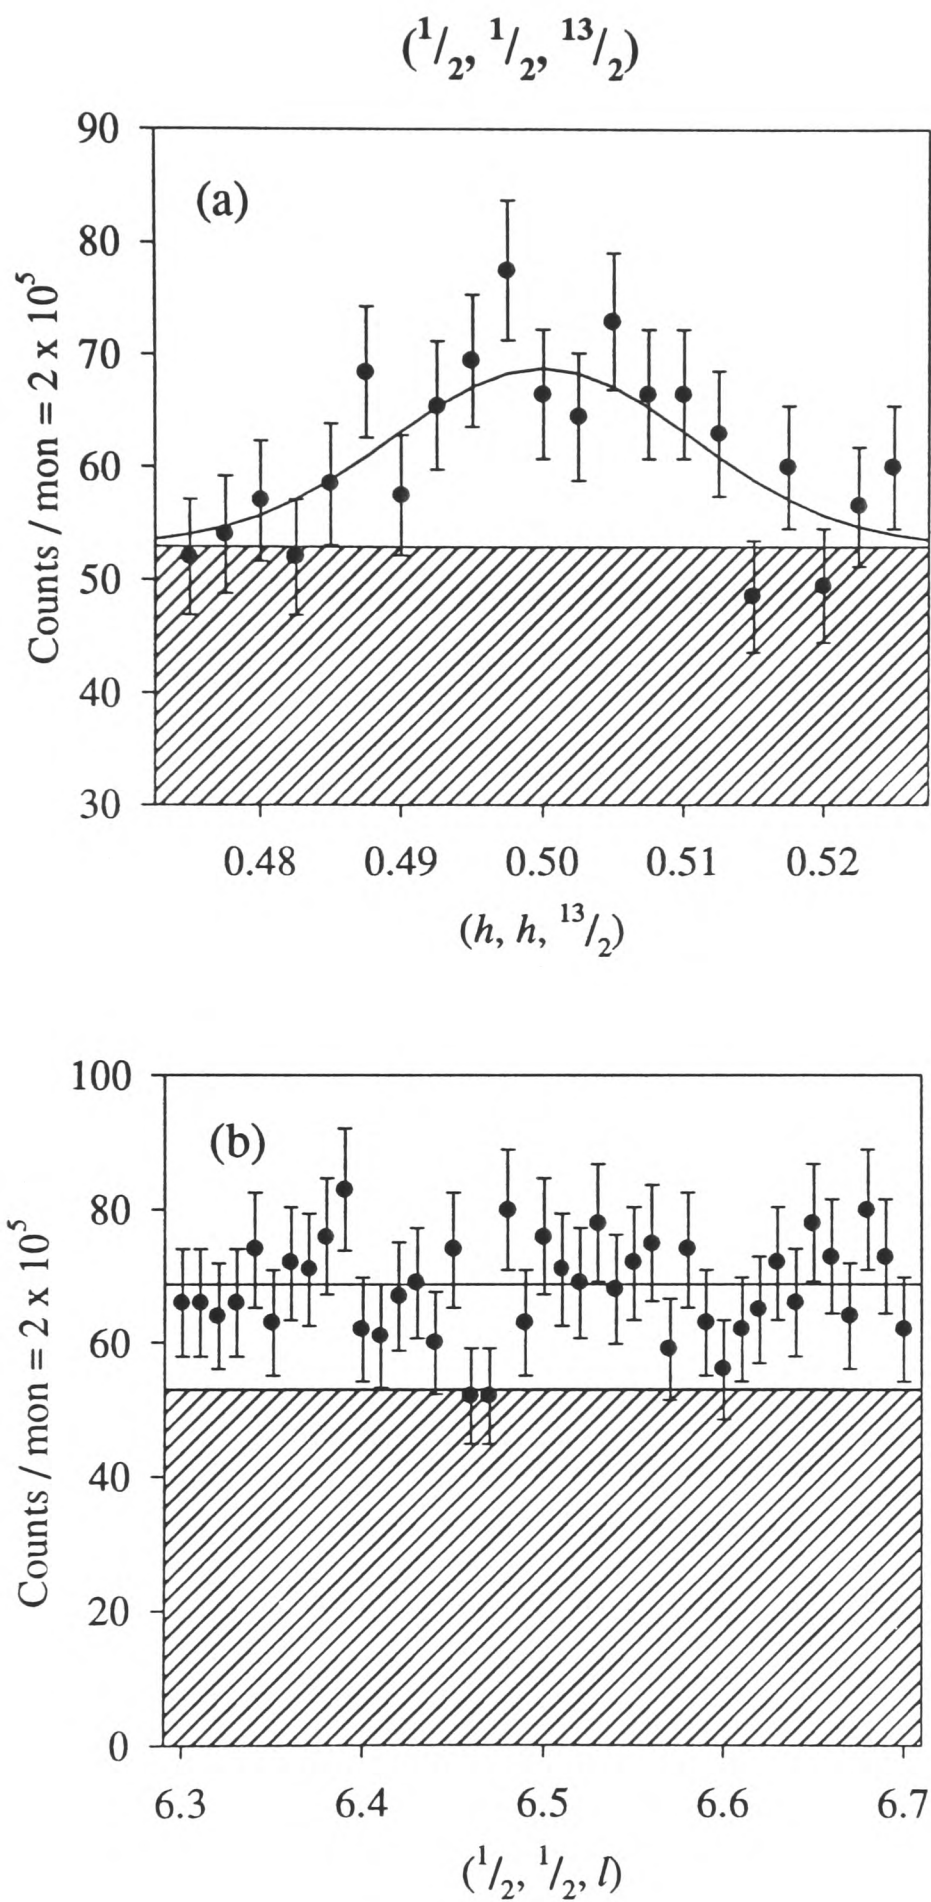 (1/2, 1/2, 13/2)
(a)
Counts / mon = 2 x 10^5
90
80
70
60
50
40
30
0.48 0.49 0.50 0.51 0.52
(h, h, 13/2)
(b)
Counts / mon = 2 x 10^5
100
80
60
40
20
0
6.3 6.4 6.5 6.6 6.7
(1/2, 1/2, l)